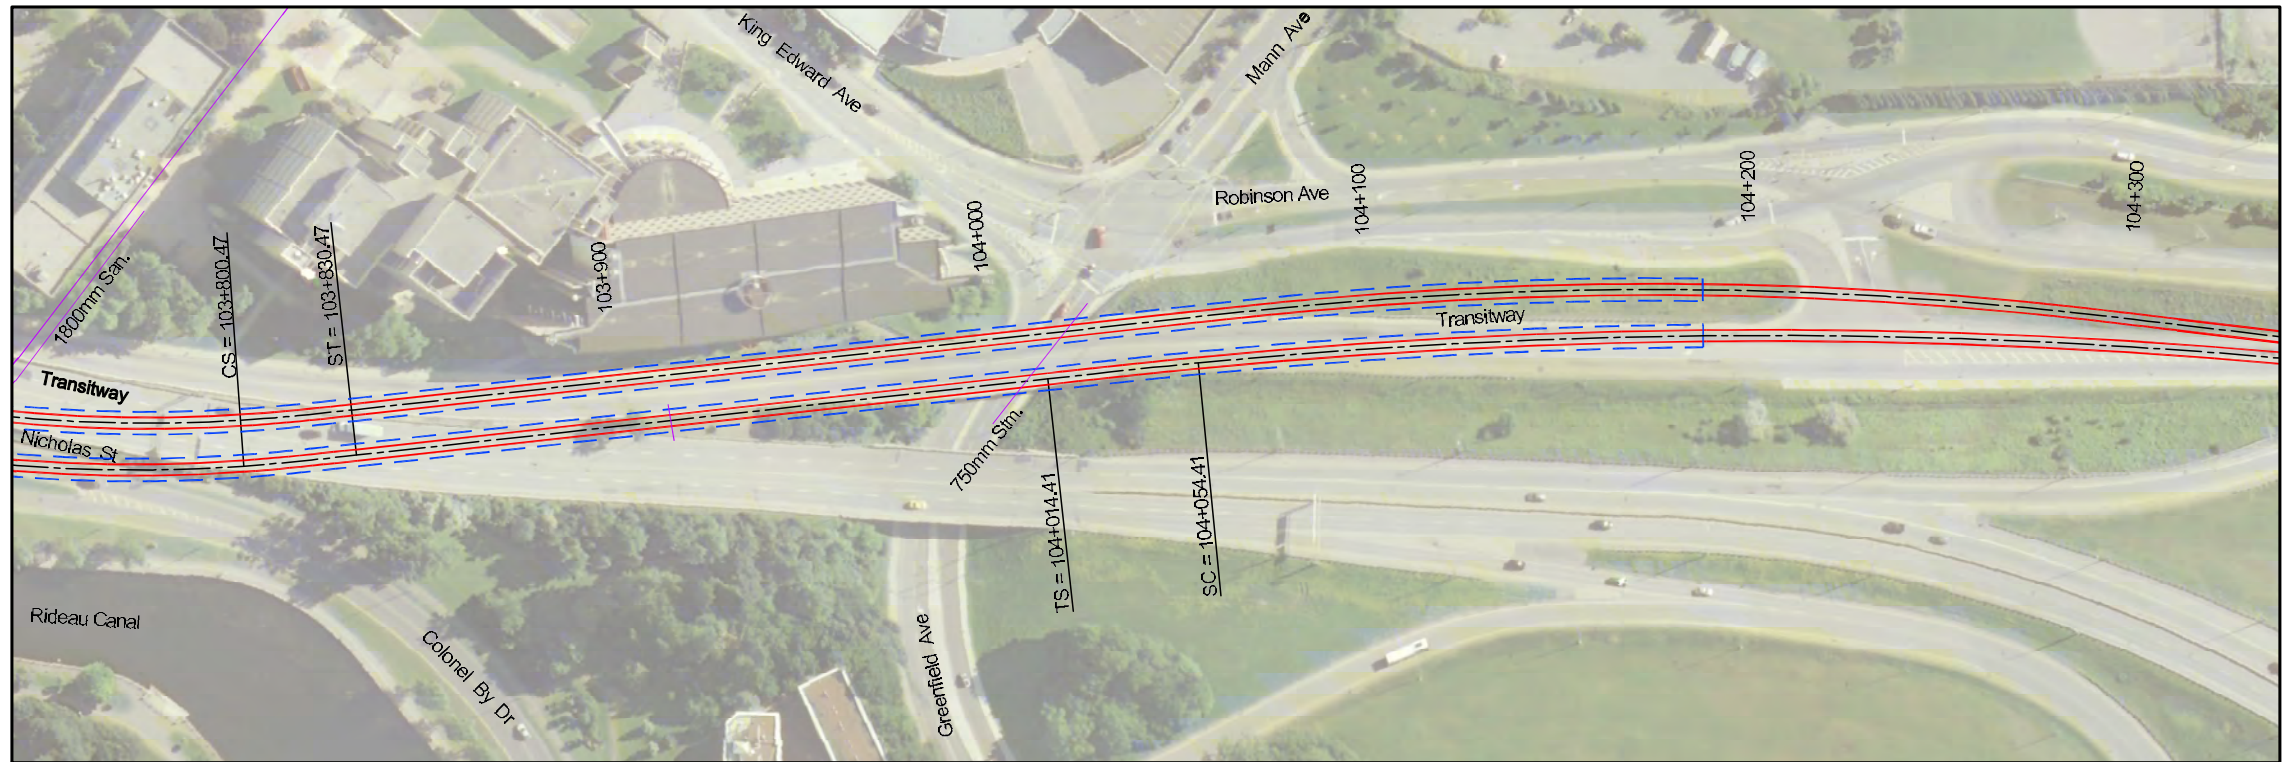 King Edward Ave
Mann Ave
Robinson Ave
104+100
104+200
104+300
104+000
103+900
CS = 103+800.47
ST = 103+830.47
1800mm San.
Transitway
Nicholas St
Transitway
750mm Stm.
TS = 104+014.41
SC = 104+054.41
Rideau Canal
Colonel By Dr
Greenfield Ave